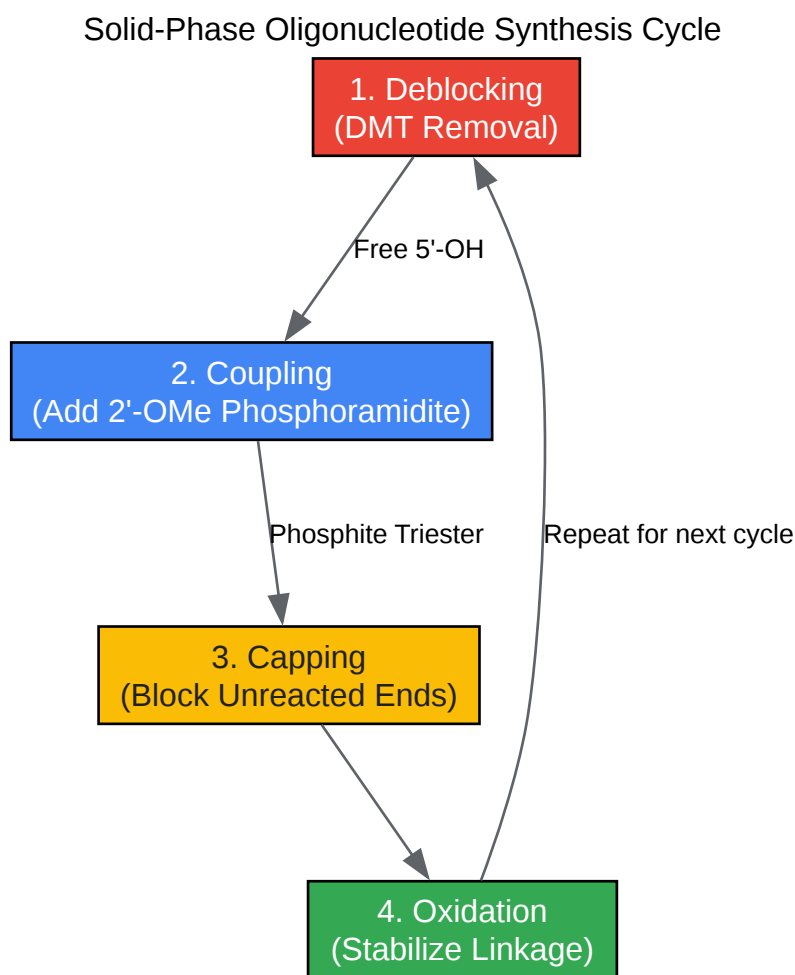 Solid-Phase Oligonucleotide Synthesis Cycle
1. Deblocking
(DMT Removal)
Free 5'-OH
2. Coupling
(Add 2'-OMe Phosphoramidite)
Phosphite Triester
Repeat for next cycle
3. Capping
(Block Unreacted Ends)
4. Oxidation
(Stabilize Linkage)